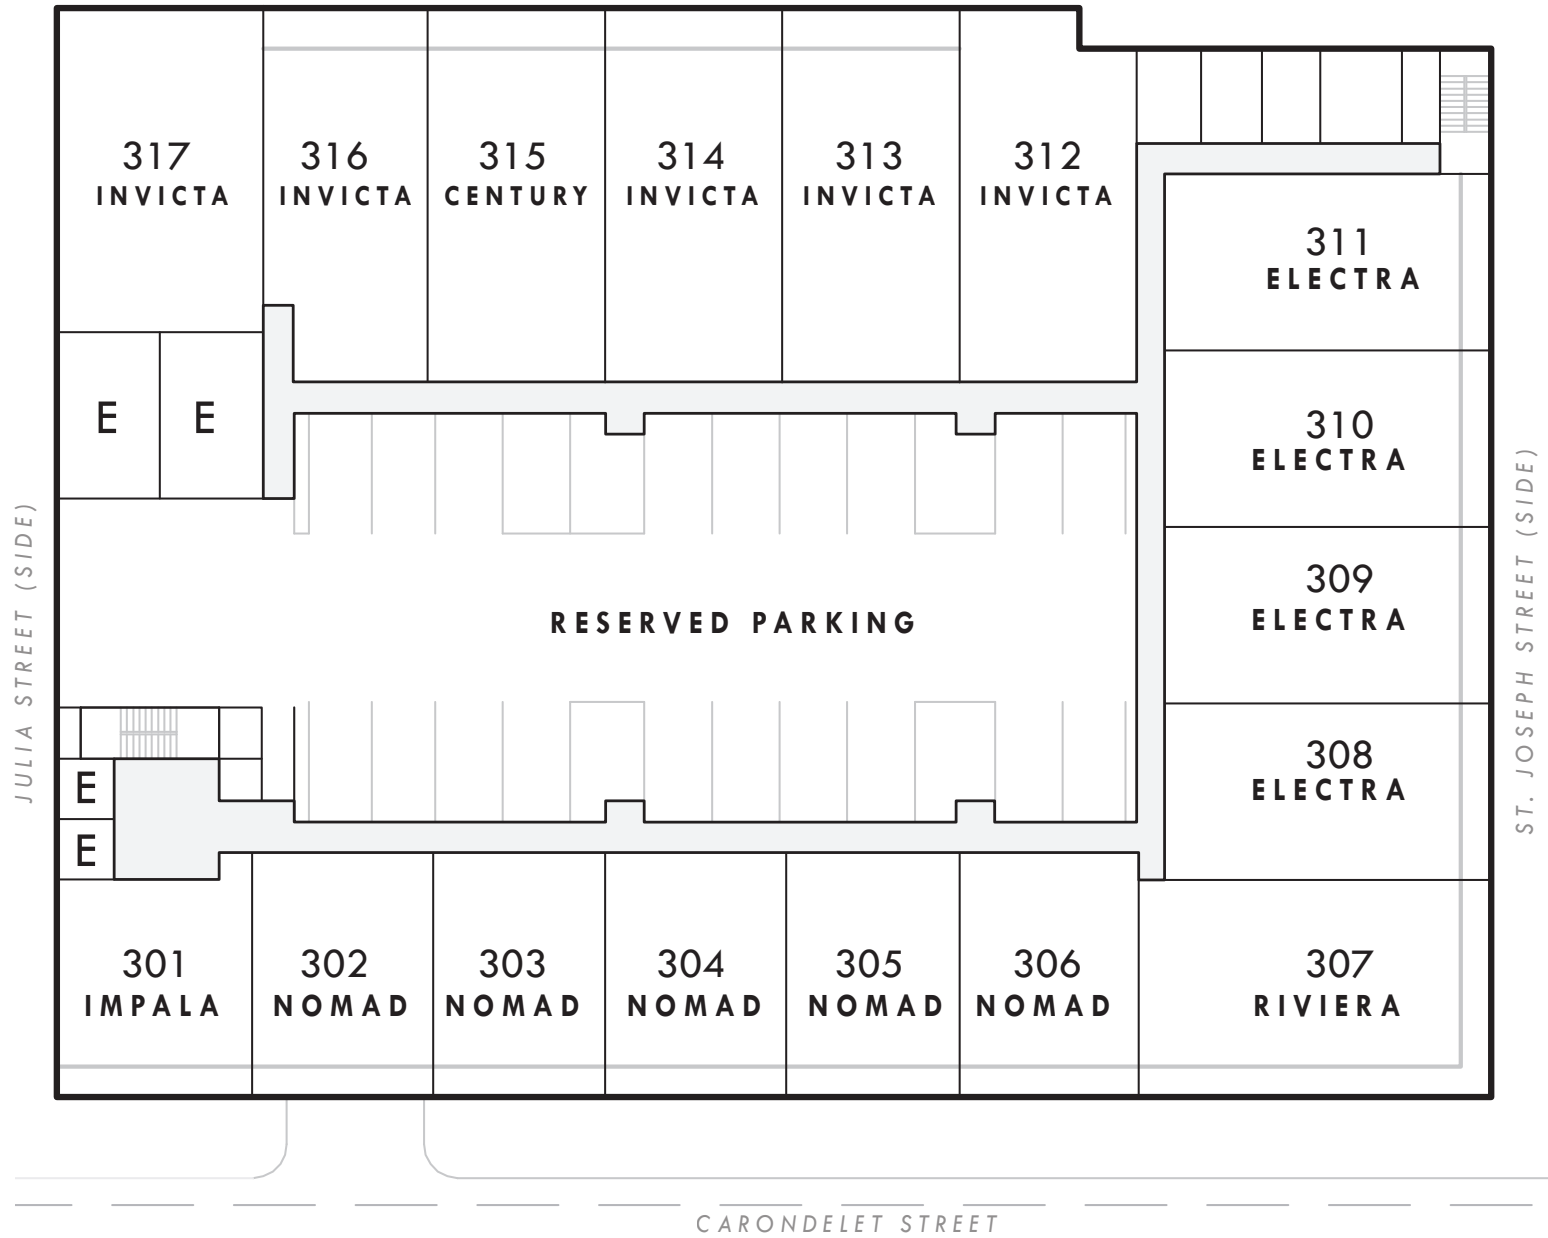 317
INVICTA
316
INVICTA
315
CENTURY
314
INVICTA
313
INVICTA
312
INVICTA
311
ELECTRA
310
ELECTRA
309
ELECTRA
308
ELECTRA
E
E
RESERVED PARKING
JULIA STREET (SIDE)
ST. JOSEPH STREET (SIDE)
E
E
301
IMPALA
302
NOMAD
303
NOMAD
304
NOMAD
305
NOMAD
306
NOMAD
307
RIVIERA
CARONDELET STREET